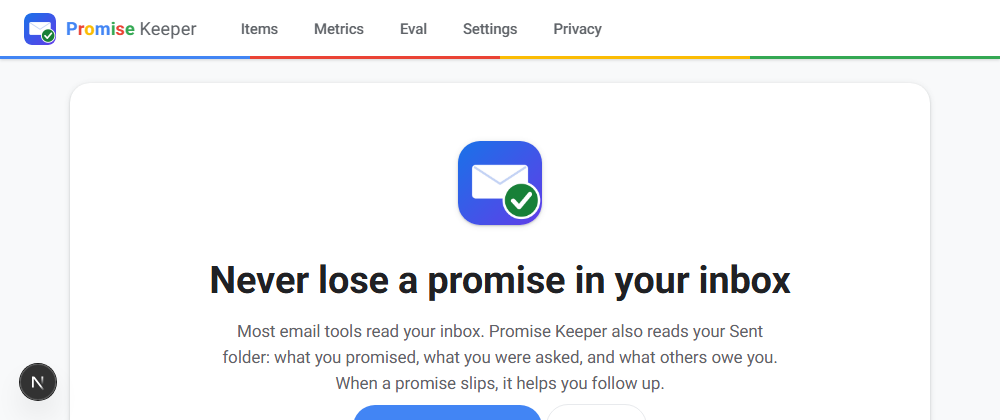 Promise Keeper Items Metrics Eval Settings Privacy
Never lose a promise in your inbox
Most email tools read your inbox. Promise Keeper also reads your Sent
folder: what you promised, what you were asked, and what others owe you.
When a promise slips, it helps you follow up.
N